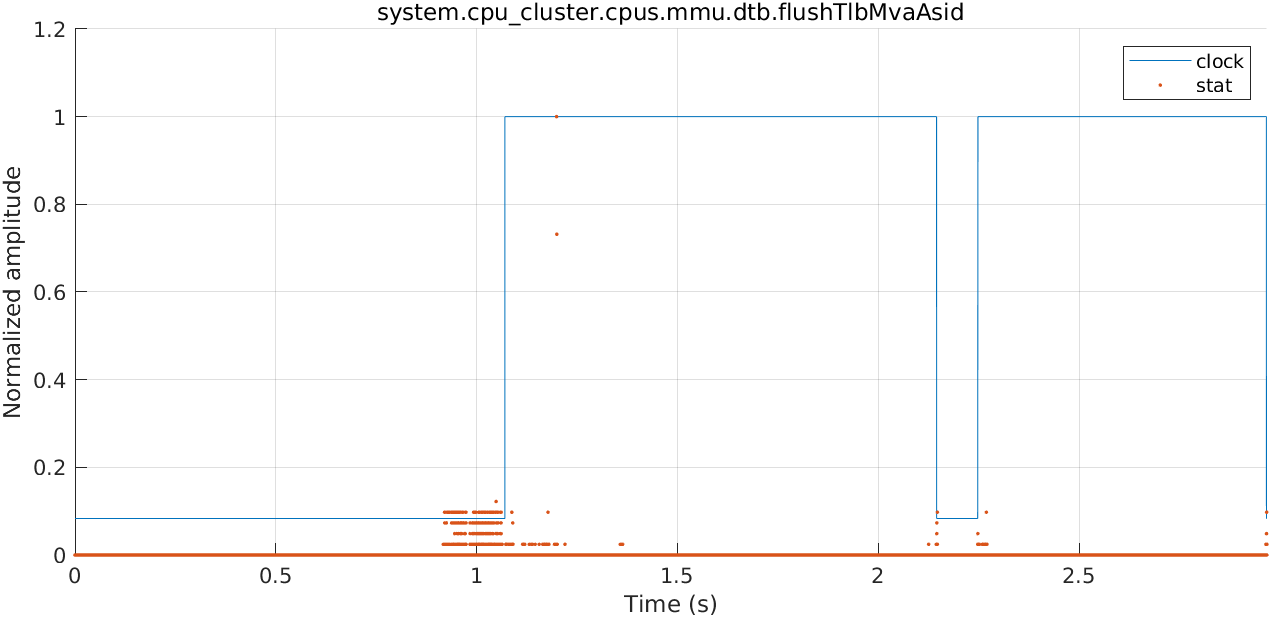 system.cpu_cluster.cpus.mmu.dtb.flushTlbMvaAsid
1.2
1
0.8
0.6
0.4
0.2
0
Normalized amplitude
clock
stat
0 0.5 1 1.5 2 2.5
Time (s)